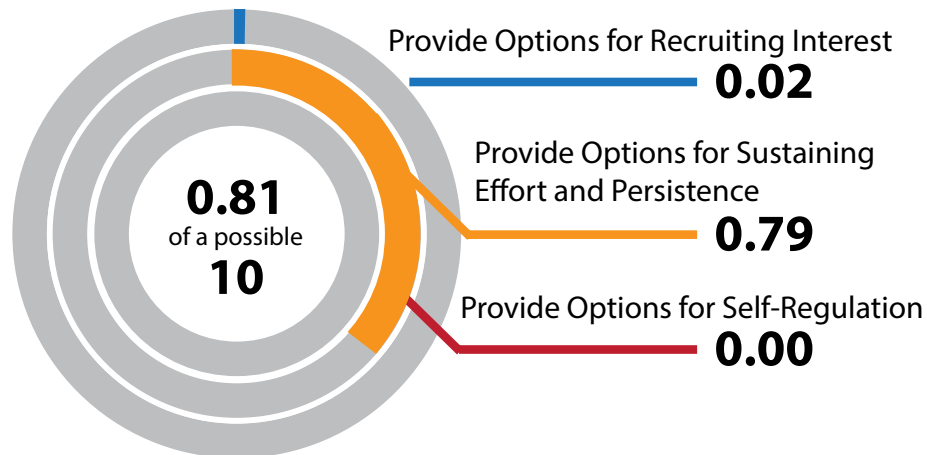 Provide Options for Recruiting Interest
0.02
Provide Options for Sustaining
Effort and Persistence
0.79
Provide Options for Self-Regulation
0.00
0.81
of a possible
10